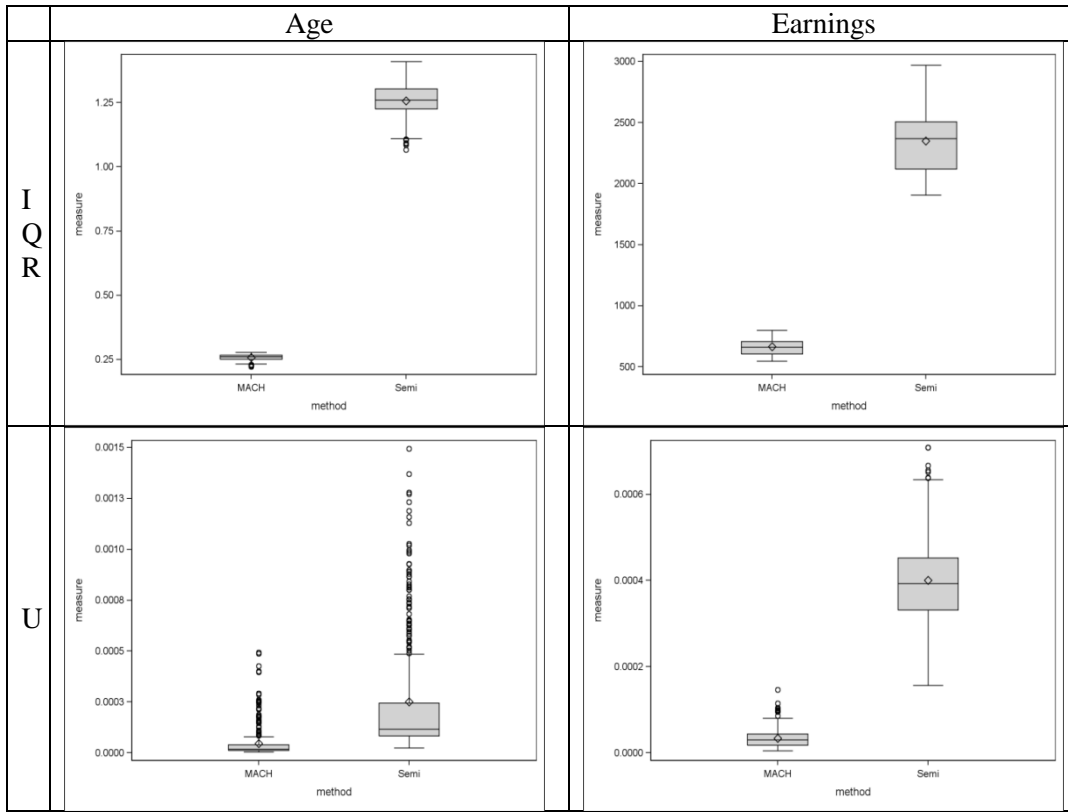 Age
Earnings
I
Q
R
measure
1.25
1.00
0.75
0.50
0.25
MACH
Semi
method
measure
3000
2500
2000
1500
1000
500
MACH
Semi
method
U
measure
0.0015
0.0013
0.0010
0.0008
0.0005
0.0003
0.0000
MACH
Semi
method
measure
0.0006
0.0004
0.0002
0.0000
MACH
Semi
method